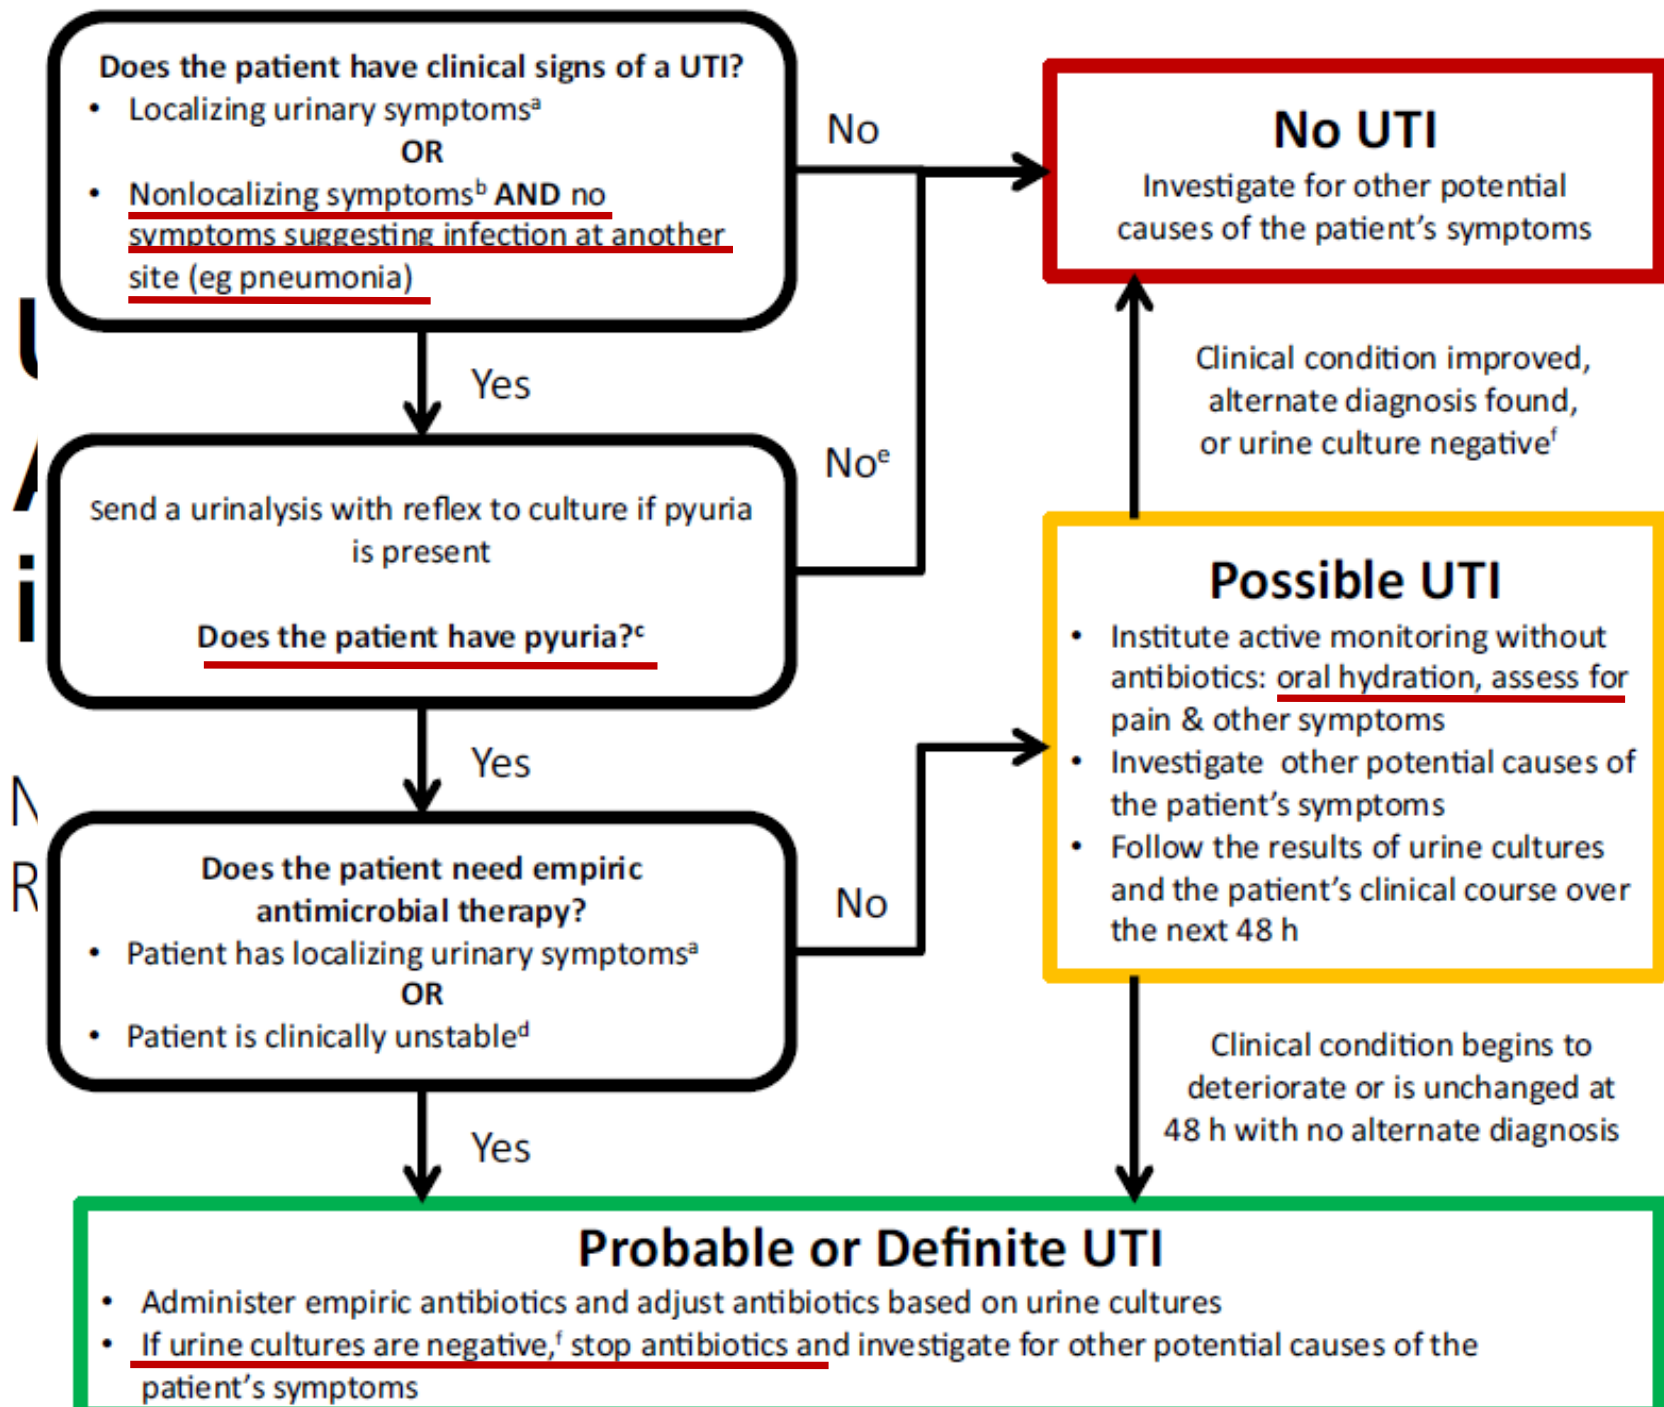 Does the patient have clinical signs of a UTI?
• Localizing urinary symptomsᵃ
OR
• Nonlocalizing symptomsᵇ AND no
symptoms suggesting infection at another
site (eg pneumonia)
No
No UTI
Investigate for other potential
causes of the patient’s symptoms
Yes
Clinical condition improved,
alternate diagnosis found,
or urine culture negativeᶠ
Send a urinalysis with reflex to culture if pyuria
is present
Does the patient have pyuria?ᶜ
Noᵉ
Possible UTI
• Institute active monitoring without
antibiotics: oral hydration, assess for
pain & other symptoms
• Investigate other potential causes of
the patient’s symptoms
• Follow the results of urine cultures
and the patient’s clinical course over
the next 48 h
Yes
Does the patient need empiric
antimicrobial therapy?
• Patient has localizing urinary symptomsᵃ
OR
• Patient is clinically unstableᵈ
No
Clinical condition begins to
deteriorate or is unchanged at
48 h with no alternate diagnosis
Yes
Probable or Definite UTI
• Administer empiric antibiotics and adjust antibiotics based on urine cultures
• If urine cultures are negative,ᶠ stop antibiotics and investigate for other potential causes of the
patient’s symptoms